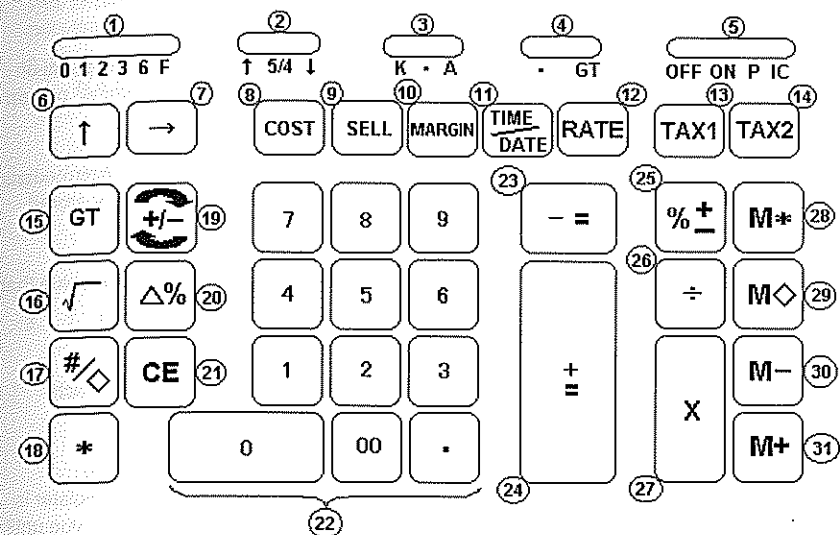 1 2 3 4 5
0 1 2 3 6 F ↑ 5/4 ↓ K · A · GT OFF ON P IC
6 7 8 9 10 11 12 13 14
↑ → COST SELL MARGIN TIME/DATE RATE TAX1 TAX2
23 25
15 GT +/− 19 7 8 9 − = % ± M* 28
26
16 √ △% 20 4 5 6 ÷ M◇ 29
17 #/◇ CE 21 1 2 3 + = X M− 30
18 * 0 00 . M+ 31
24 27
22